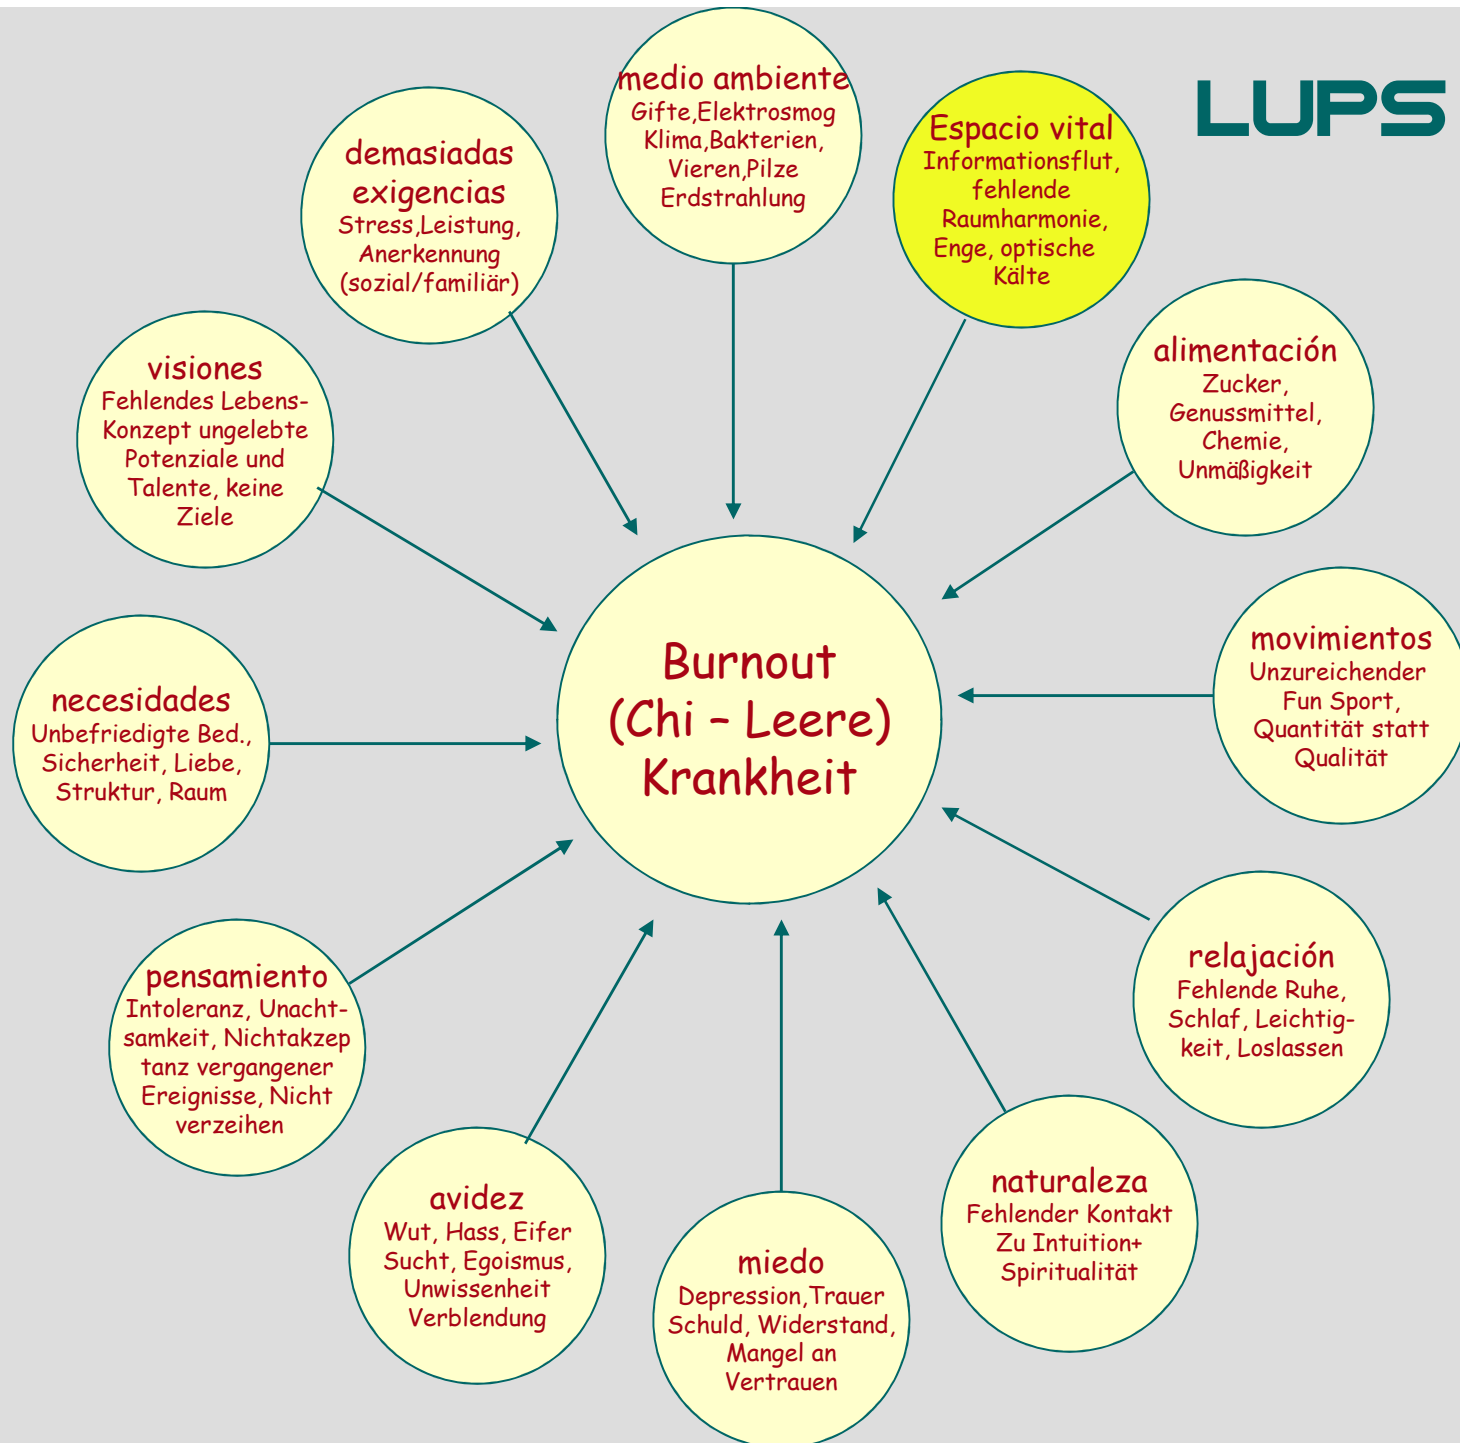 LUPS
medio ambiente
Gifte,Elektrosmog
Klima,Bakterien,
Vieren,Pilze
Erdstrahlung
Espacio vital
Informationsflut,
fehlende
Raumharmonie,
Enge, optische
Kälte
alimentación
Zucker,
Genussmittel,
Chemie,
Unmäßigkeit
movimientos
Unzureichender
Fun Sport,
Quantität statt
Qualität
relajación
Fehlende Ruhe,
Schlaf, Leichtig-
keit, Loslassen
naturaleza
Fehlender Kontakt
Zu Intuition+
Spiritualität
miedo
Depression,Trauer
Schuld, Widerstand,
Mangel an
Vertrauen
avidez
Wut, Hass, Eifer
Sucht, Egoismus,
Unwissenheit
Verblendung
pensamiento
Intoleranz, Unacht-
samkeit, Nichtakzep
tanz vergangener
Ereignisse, Nicht
verzeihen
necesidades
Unbefriedigte Bed.,
Sicherheit, Liebe,
Struktur, Raum
visiones
Fehlendes Lebens-
Konzept ungelebte
Potenziale und
Talente, keine
Ziele
demasiadas
exigencias
Stress,Leistung,
Anerkennung
(sozial/familiär)
Burnout
(Chi – Leere)
Krankheit